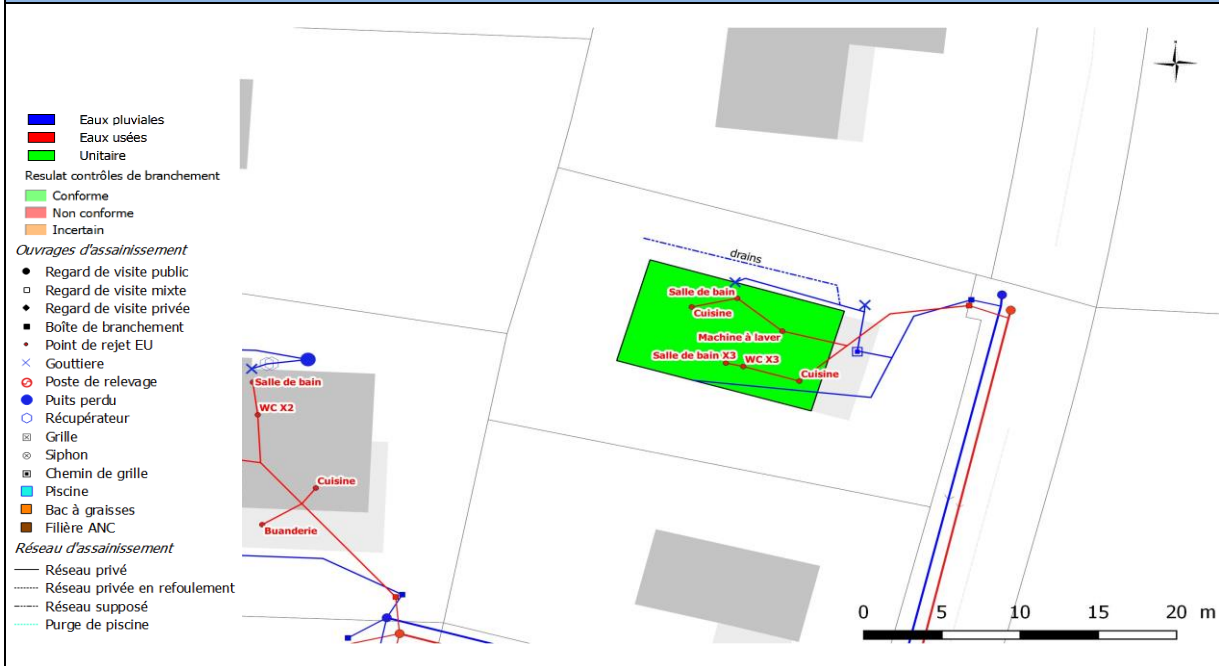 Eaux pluviales
Eaux usées
Unitaire
Resulat contrôles de branchement
Conforme
Non conforme
Incertain
Ouvrages d'assainissement
Regard de visite public
Regard de visite mixte
Regard de visite privée
Boîte de branchement
Point de rejet EU
Gouttiere
Poste de relevage
Puits perdu
Récupérateur
Grille
Siphon
Chemin de grille
Piscine
Bac à graisses
Filière ANC
Réseau d'assainissement
Réseau privé
Réseau privée en refoulement
Réseau supposé
Purge de piscine
drains
Salle de bain
Cuisine
Machine à laver
Salle de bain X3
WC X3
Cuisine
Salle de bain
WC X2
Cuisine
Buanderie
0 5 10 15 20 m